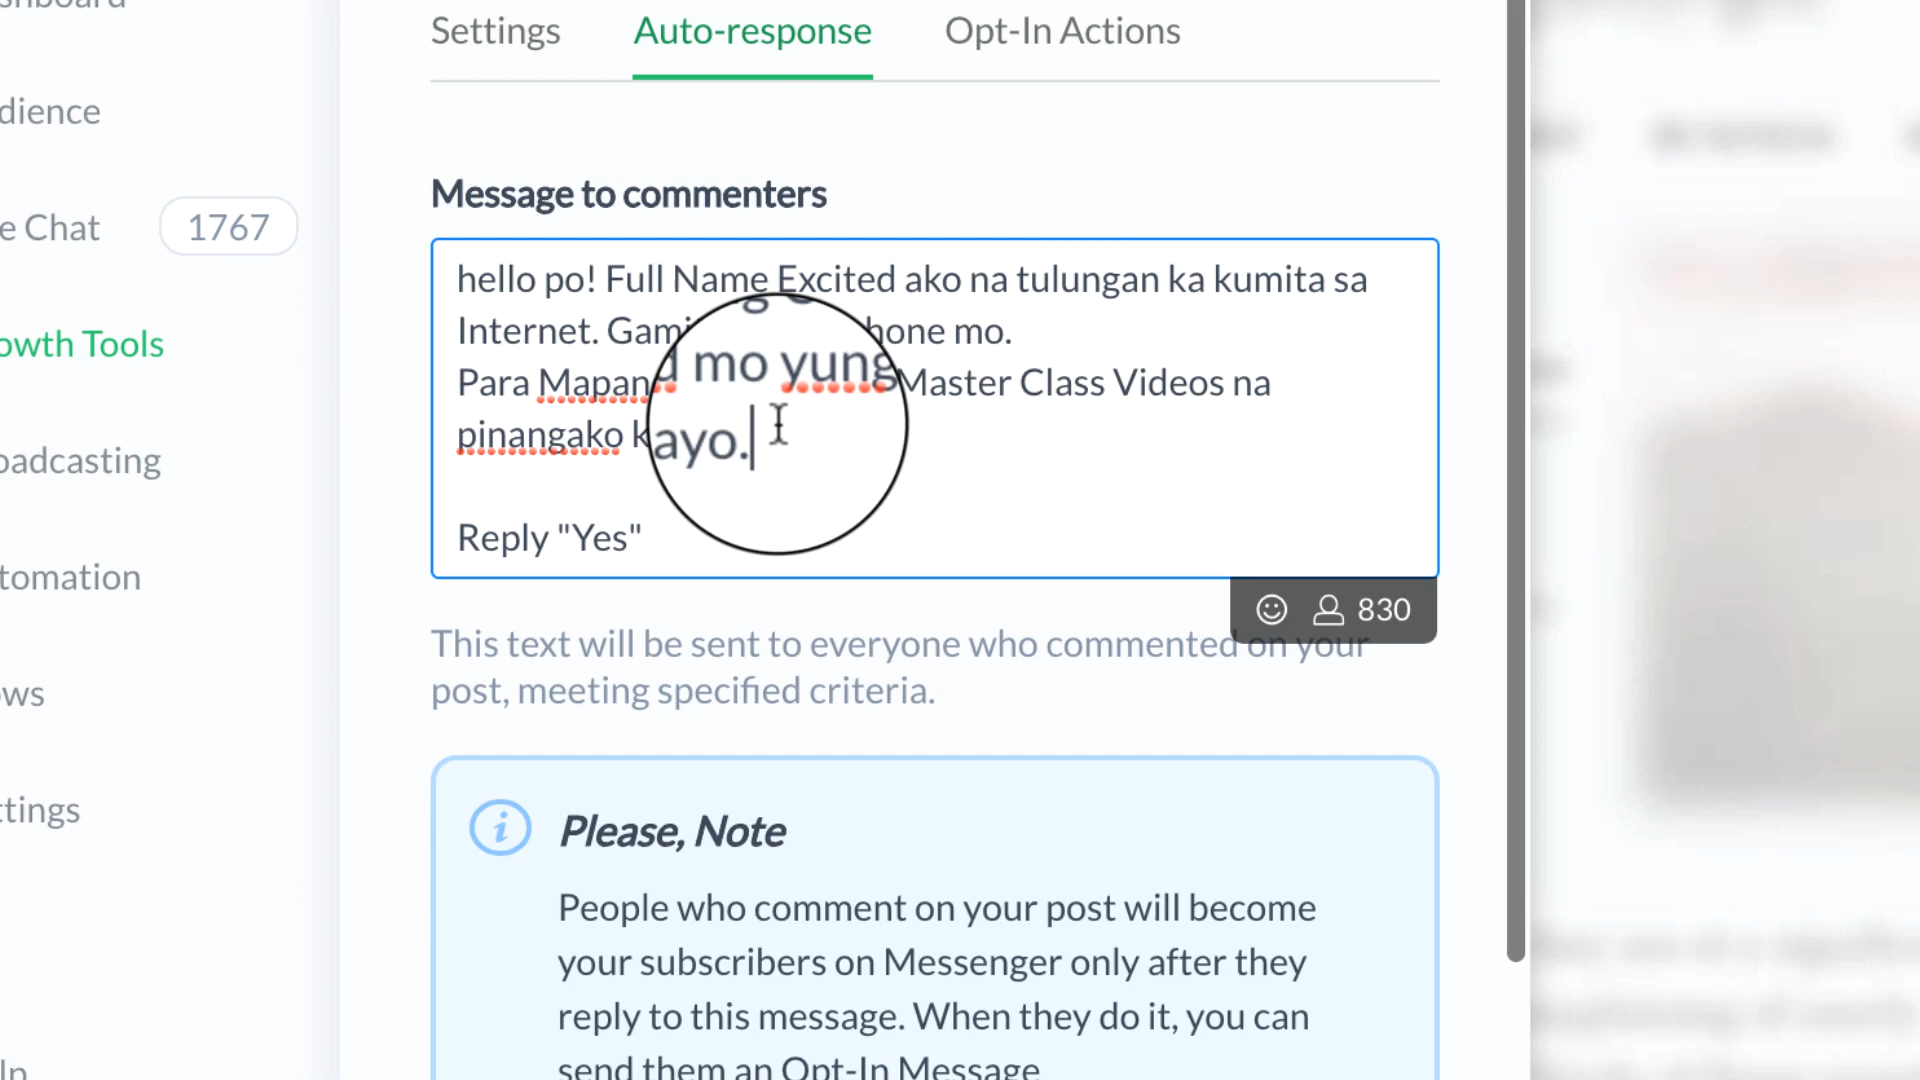 Settings Auto-response Opt-In Actions
dience
e Chat 1767
owth Tools
oadcasting
tomation
ows
ttings
Message to commenters
hello po! Full Name Excited ako na tulungan ka kumita sa
Internet. Gami hone mo.
Para Mapan d mo yung Master Class Videos na
pinangako kayo.
Reply "Yes"
830
This text will be sent to everyone who commented on your
post, meeting specified criteria.
Please, Note
People who comment on your post will become
your subscribers on Messenger only after they
reply to this message. When they do it, you can
send them an Opt-In Message